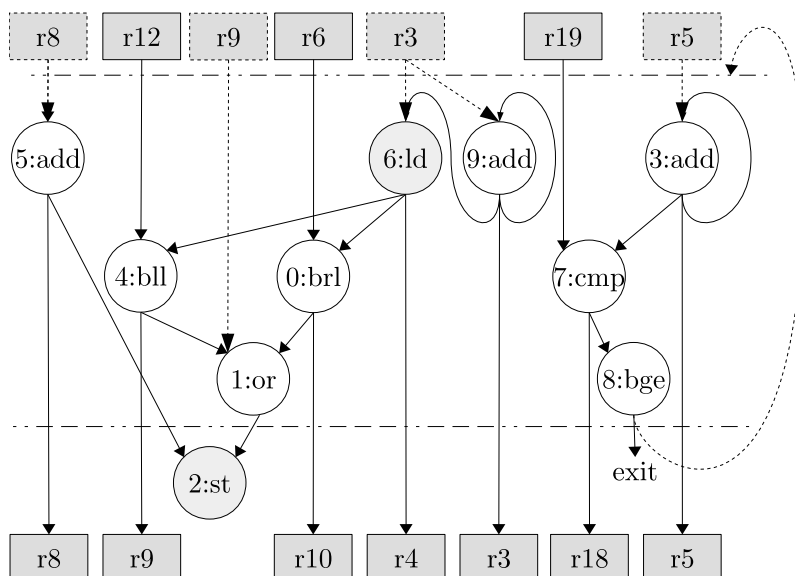 r8 r12 r9 r6 r3 r19 r5
5:add 6:ld 9:add 3:add
4:bll 0:brl 7:cmp
1:or 8:bge
exit
2:st
r8 r9 r10 r4 r3 r18 r5